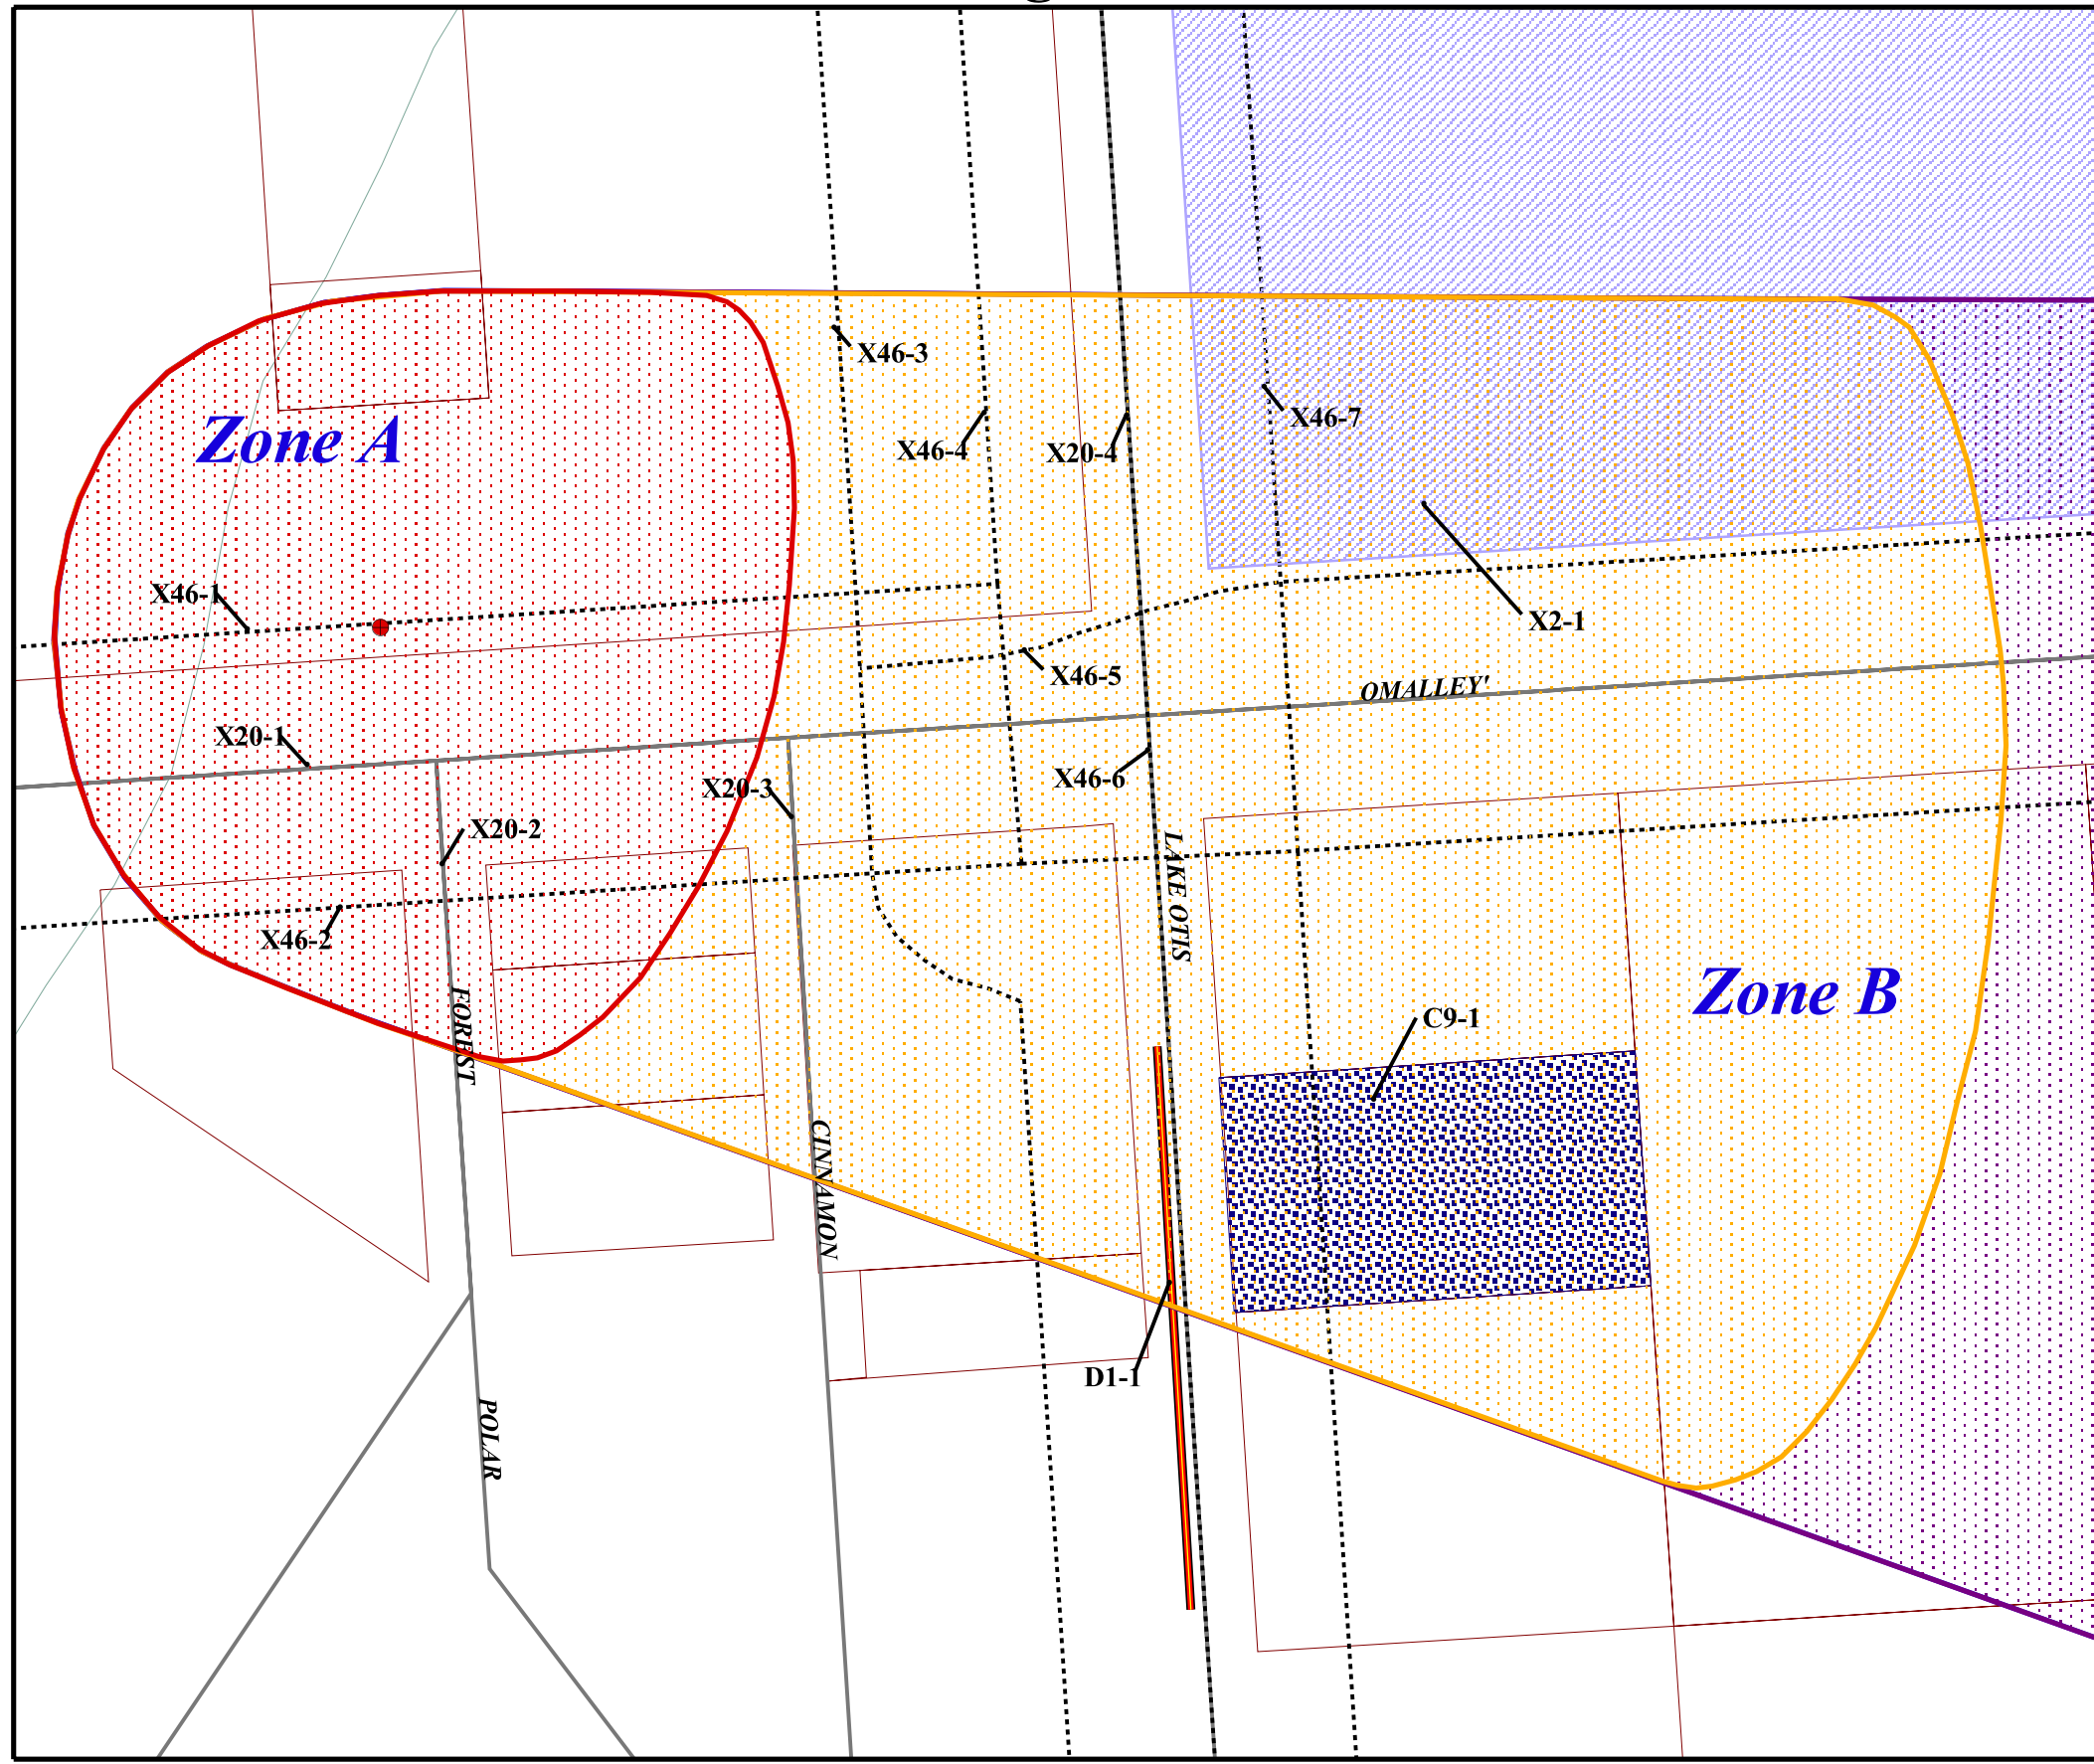 X46-3
Zone A
X46-4
X20-4
X46-7
X46-1
X2-1
X46-5
OMALLEY'
X20-1
X46-6
X20-3
X20-2
LAKE OTIS
X46-2
Zone B
FOREST
C9-1
CINNAMON
D1-1
POLAR